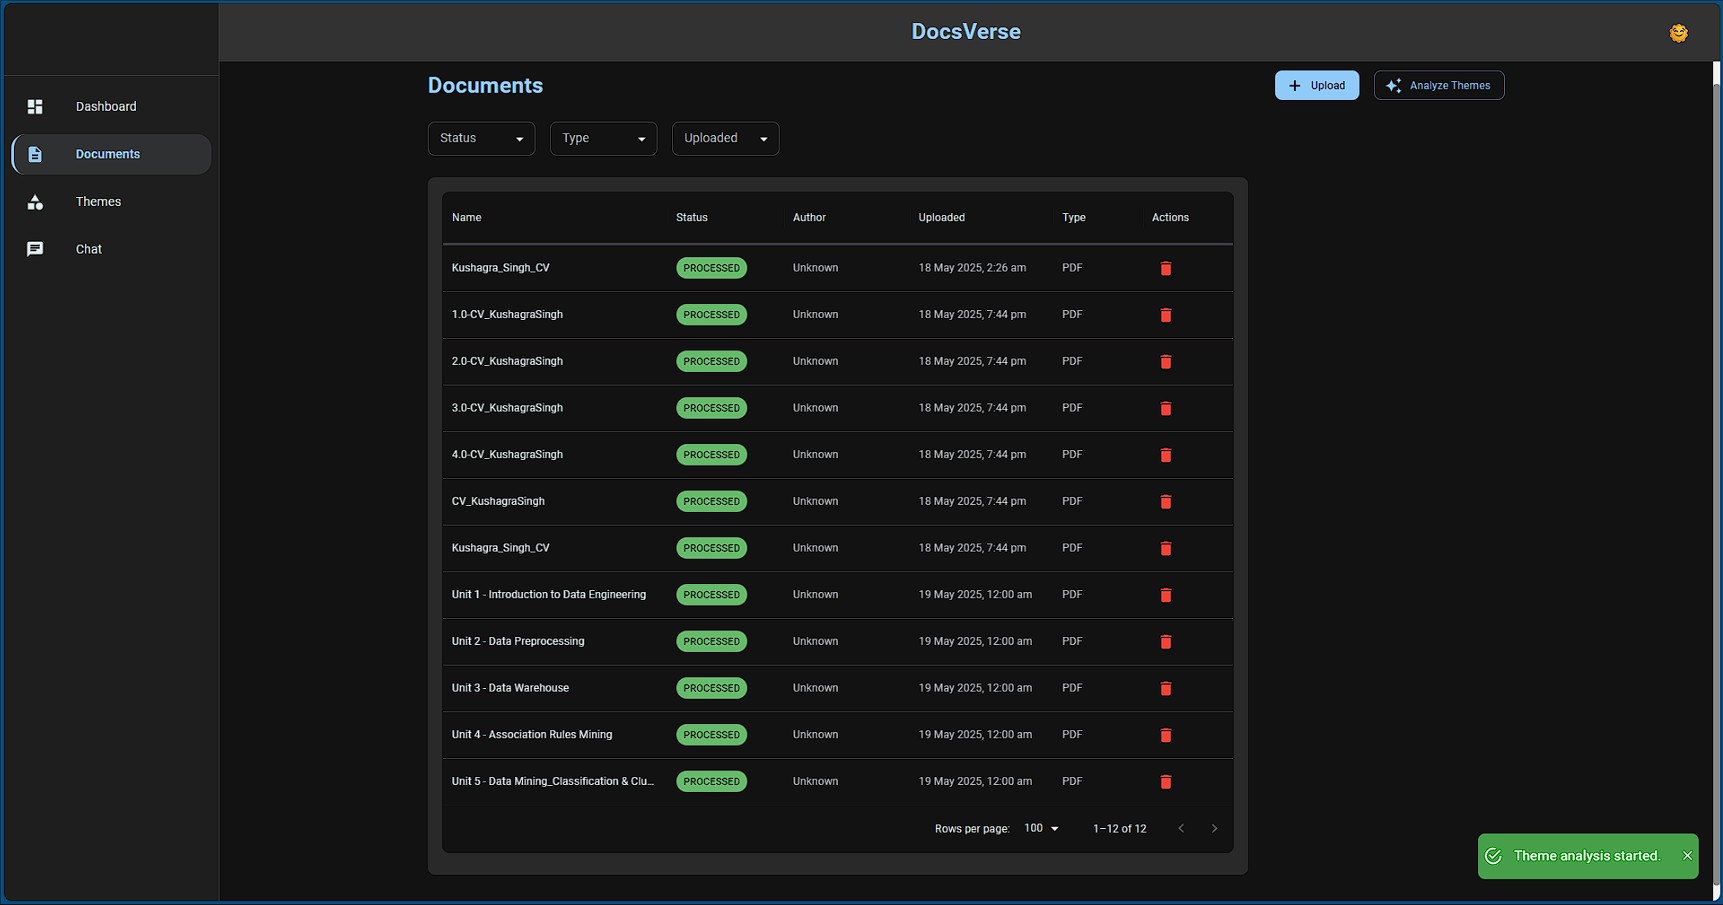 DocsVerse
Dashboard
Documents
Themes
Chat
Documents
Upload
Analyze Themes
Status Type Uploaded
Name Status Author Uploaded Type Actions
Kushagra_Singh_CV PROCESSED Unknown 18 May 2025, 2:26 am PDF
1.0-CV_KushagraSingh PROCESSED Unknown 18 May 2025, 7:44 pm PDF
2.0-CV_KushagraSingh PROCESSED Unknown 18 May 2025, 7:44 pm PDF
3.0-CV_KushagraSingh PROCESSED Unknown 18 May 2025, 7:44 pm PDF
4.0-CV_KushagraSingh PROCESSED Unknown 18 May 2025, 7:44 pm PDF
CV_KushagraSingh PROCESSED Unknown 18 May 2025, 7:44 pm PDF
Kushagra_Singh_CV PROCESSED Unknown 18 May 2025, 7:44 pm PDF
Unit 1 - Introduction to Data Engineering PROCESSED Unknown 19 May 2025, 12:00 am PDF
Unit 2 - Data Preprocessing PROCESSED Unknown 19 May 2025, 12:00 am PDF
Unit 3 - Data Warehouse PROCESSED Unknown 19 May 2025, 12:00 am PDF
Unit 4 - Association Rules Mining PROCESSED Unknown 19 May 2025, 12:00 am PDF
Unit 5 - Data Mining_Classification & Clu... PROCESSED Unknown 19 May 2025, 12:00 am PDF
Rows per page: 100 1–12 of 12
Theme analysis started.